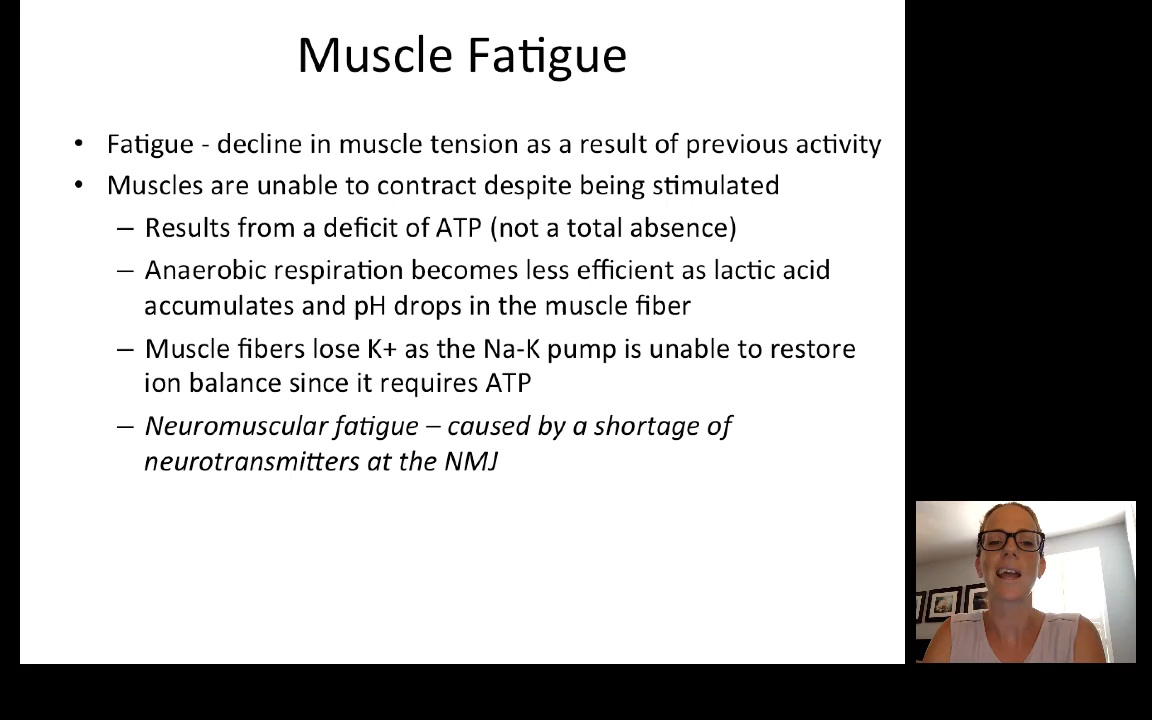 Muscle Fatigue
• Fatigue - decline in muscle tension as a result of previous activity
• Muscles are unable to contract despite being stimulated
– Results from a deficit of ATP (not a total absence)
– Anaerobic respiration becomes less efficient as lactic acid
accumulates and pH drops in the muscle fiber
– Muscle fibers lose K+ as the Na-K pump is unable to restore
ion balance since it requires ATP
– Neuromuscular fatigue – caused by a shortage of
neurotransmitters at the NMJ